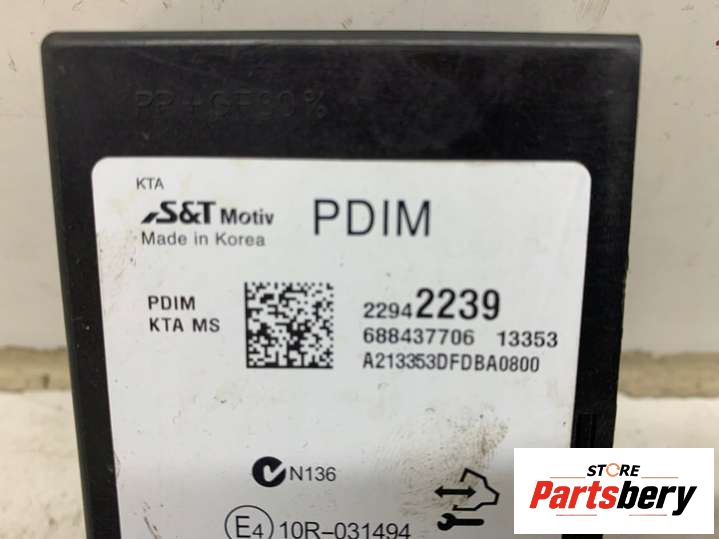 KTA
S&T Motiv PDIM
Made in Korea
PDIM 22942239
KTA MS 688437706 13353
A213353DFDBA0800
N136
E4 10R-031494
STORE
Partsbery